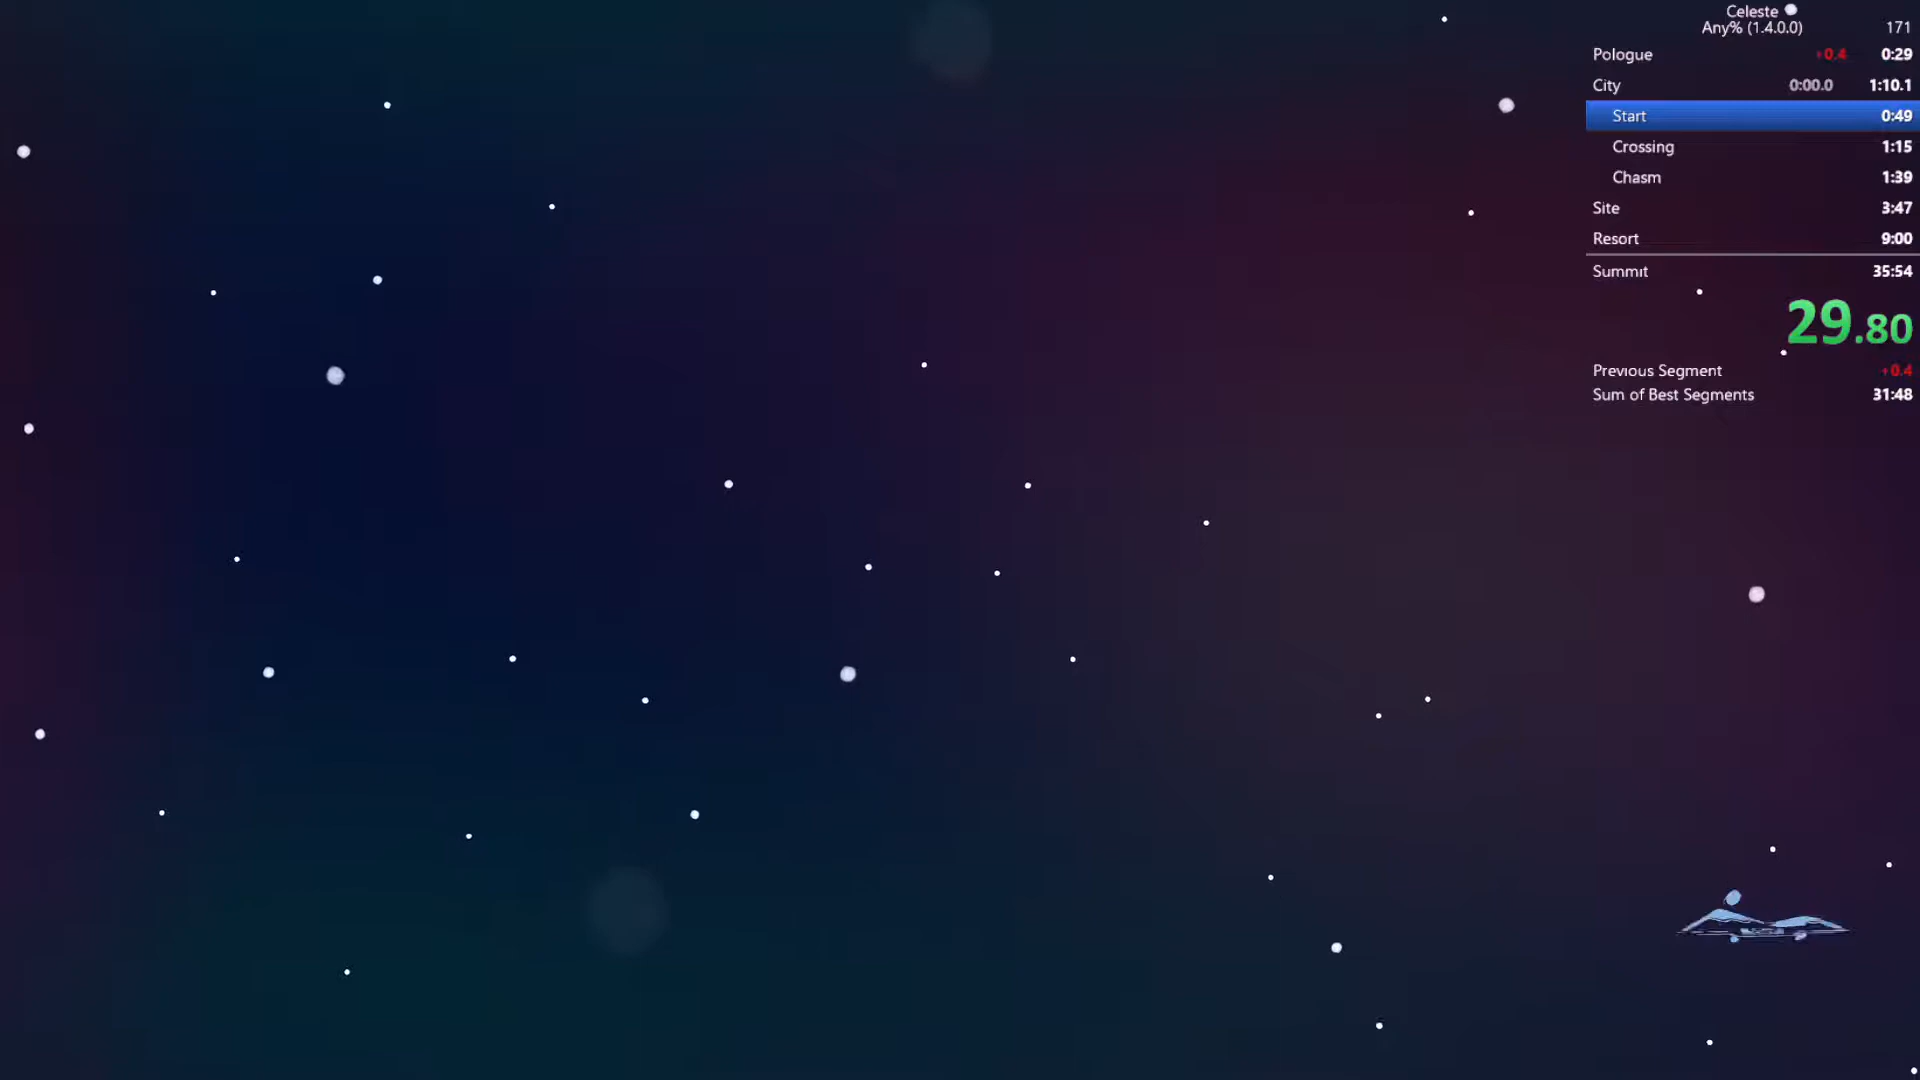 Celeste
Any% (1.4.0.0) 171
Pologue +0.4 0:29
City 0:00.0 1:10.1
Start 0:49
Crossing 1:15
Chasm 1:39
Site 3:47
Resort 9:00
Summit 35:54
29.80
Previous Segment +0.4
Sum of Best Segments 31:48